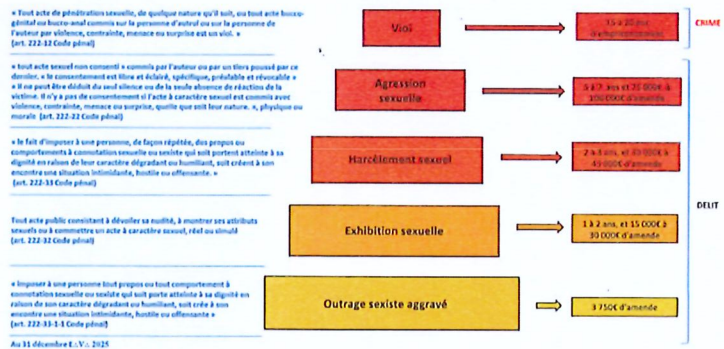 « Tout acte de pénétration sexuelle, de quelque nature qu'il soit, ou tout acte bucco-
génital ou bucco-anal commis sur la personne d'autrui ou sur la personne de
l'auteur par violence, contrainte, menace ou surprise est un viol. »
(art. 222-12 Code pénal)
Viol
15 à 20 ans
d'emprisonnement
CRIME
« tout acte sexuel non consenti » commis par l'auteur ou par un tiers poussé par ce
dernier. « le consentement est libre et éclairé, spécifique, préalable et révocable »
« Il ne peut être déduit du seul silence ou de la seule absence de réaction de la
victime. Il n'y a pas de consentement si l'acte à caractère sexuel est commis avec
violence, contrainte, menace ou surprise, quelle que soit leur nature. », physique ou
morale (art. 222-22 Code pénal)
Agression
sexuelle
5 à 7 ans et 75 000€ à
100 000€ d'amende
« le fait d'imposer à une personne, de façon répétée, des propos ou
comportements à connotation sexuelle ou sexiste qui soit portent atteinte à sa
dignité en raison de leur caractère dégradant ou humiliant, soit créent à son
encontre une situation intimidante, hostile ou offensante. »
(art. 222-33 Code pénal)
Harcèlement sexuel
2 à 3 ans, et 30 000€ à
45 000€ d'amende
DELIT
Tout acte public consistant à dévoiler sa nudité, à montrer ses attributs
sexuels ou à commettre un acte à caractère sexuel, réel ou simulé
(art. 222-32 Code pénal)
Exhibition sexuelle
1 à 2 ans, et 15 000€ à
30 000€ d'amende
« imposer à une personne tout propos ou tout comportement à
connotation sexuelle ou sexiste qui soit porte atteinte à sa dignité en
raison de son caractère dégradant ou humiliant, soit crée à son
encontre une situation intimidante, hostile ou offensante »
(art. 222-33-1-1 Code pénal)
Outrage sexiste aggravé
3 750€ d'amende
Au 31 décembre E∴V∴ 2025